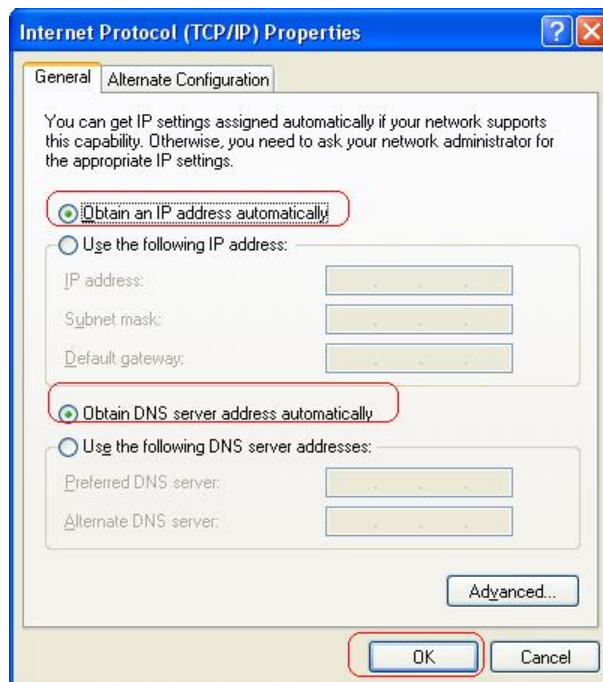 Internet Protocol (TCP/IP) Properties
General
Alternate Configuration
You can get IP settings assigned automatically if your network supports
this capability. Otherwise, you need to ask your network administrator for
the appropriate IP settings.
Obtain an IP address automatically
Use the following IP address:
IP address:
Subnet mask:
Default gateway:
Obtain DNS server address automatically
Use the following DNS server addresses:
Preferred DNS server:
Alternate DNS server:
Advanced...
OK
Cancel